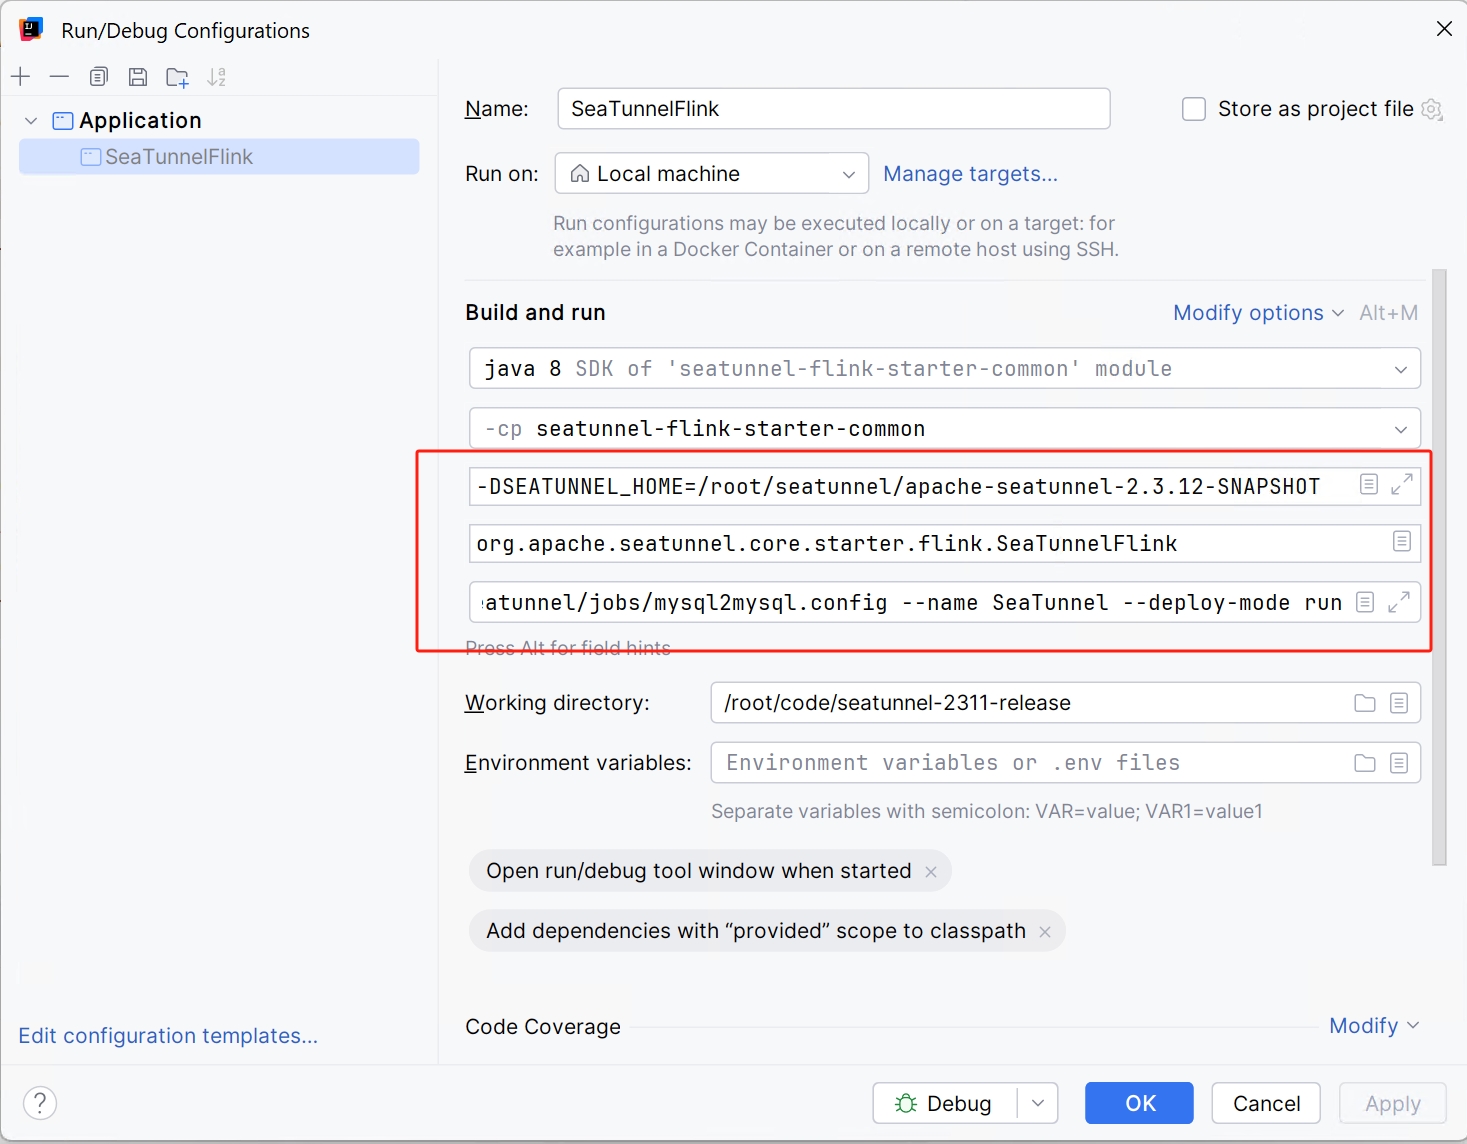 Run/Debug Configurations
Application
SeaTunnelFlink
Name: SeaTunnelFlink Store as project file
Run on: Local machine Manage targets...
Run configurations may be executed locally or on a target: for
example in a Docker Container or on a remote host using SSH.
Build and run Modify options Alt+M
java 8 SDK of 'seatunnel-flink-starter-common' module
-cp seatunnel-flink-starter-common
-DSEATUNNEL_HOME=/root/seatunnel/apache-seatunnel-2.3.12-SNAPSHOT
org.apache.seatunnel.core.starter.flink.SeaTunnelFlink
atunnel/jobs/mysql2mysql.config --name SeaTunnel --deploy-mode run
Press Alt for field hints
Working directory: /root/code/seatunnel-2311-release
Environment variables: Environment variables or .env files
Separate variables with semicolon: VAR=value; VAR1=value1
Open run/debug tool window when started ×
Add dependencies with “provided” scope to classpath ×
Code Coverage Modify
Edit configuration templates...
? Debug OK Cancel Apply